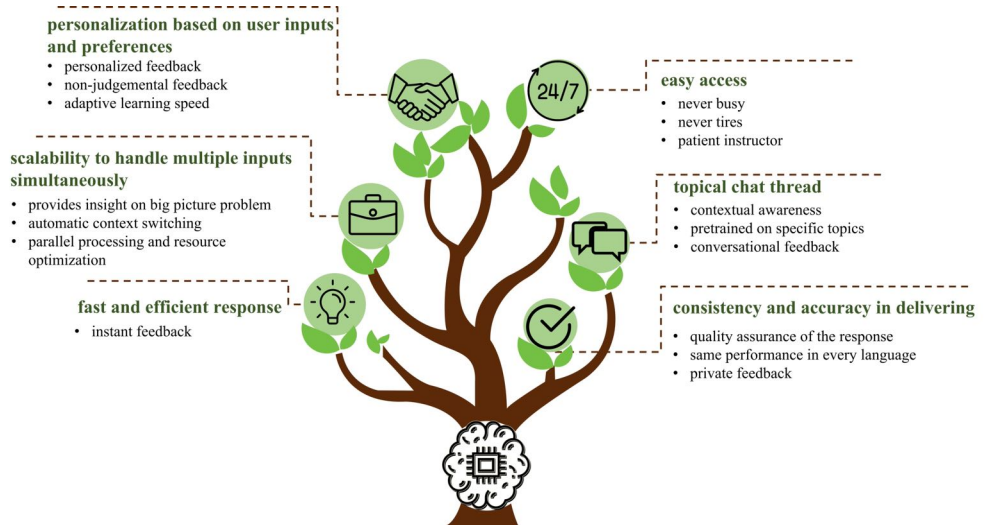 personalization based on user inputs
and preferences
• personalized feedback
• non-judgemental feedback
• adaptive learning speed
scalability to handle multiple inputs
simultaneously
• provides insight on big picture problem
• automatic context switching
• parallel processing and resource
optimization
fast and efficient response
• instant feedback
24/7
easy access
• never busy
• never tires
• patient instructor
topical chat thread
• contextual awareness
• pretrained on specific topics
• conversational feedback
consistency and accuracy in delivering
• quality assurance of the response
• same performance in every language
• private feedback